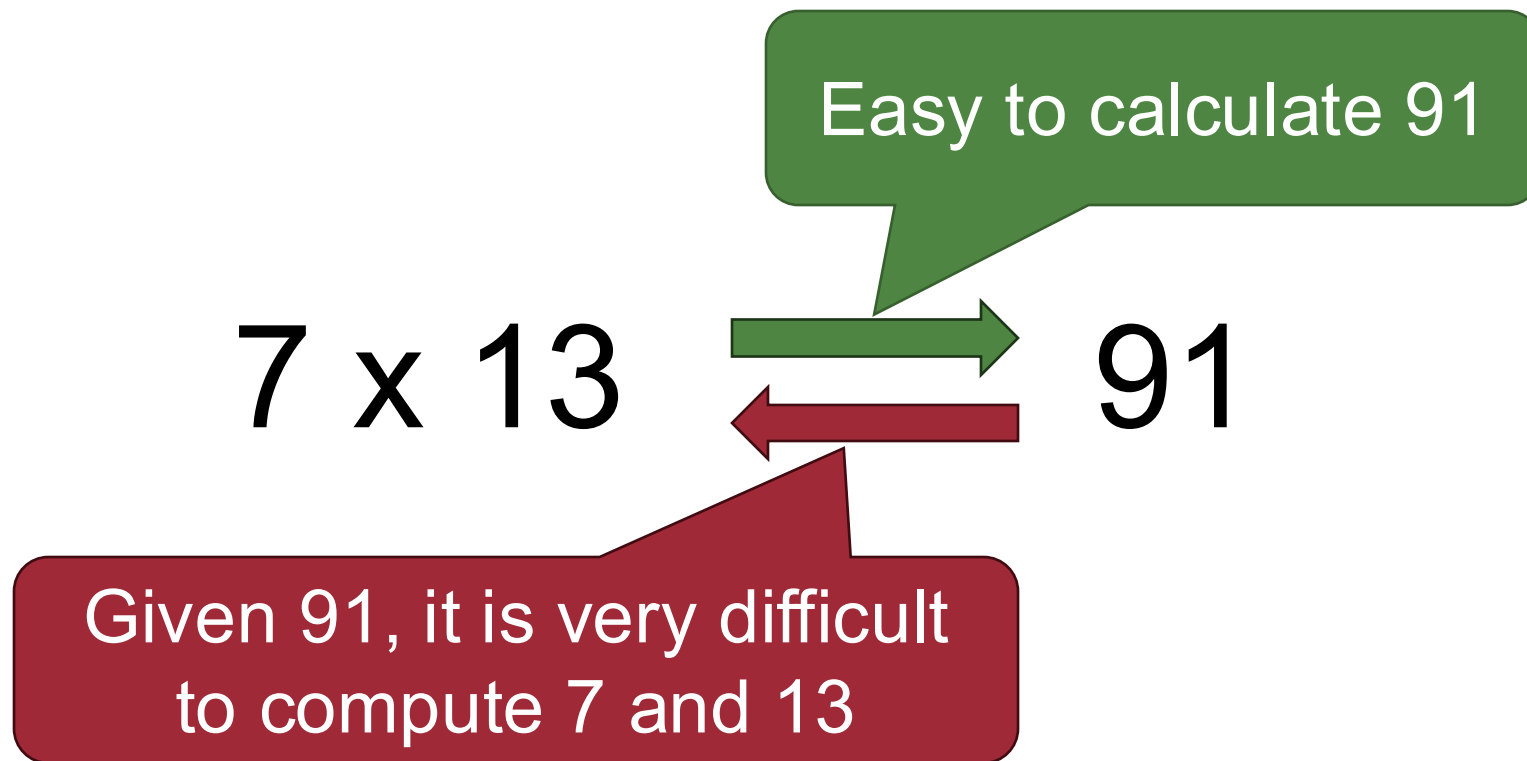 Easy to calculate 91
7 x 13
91
Given 91, it is very difficult
to compute 7 and 13